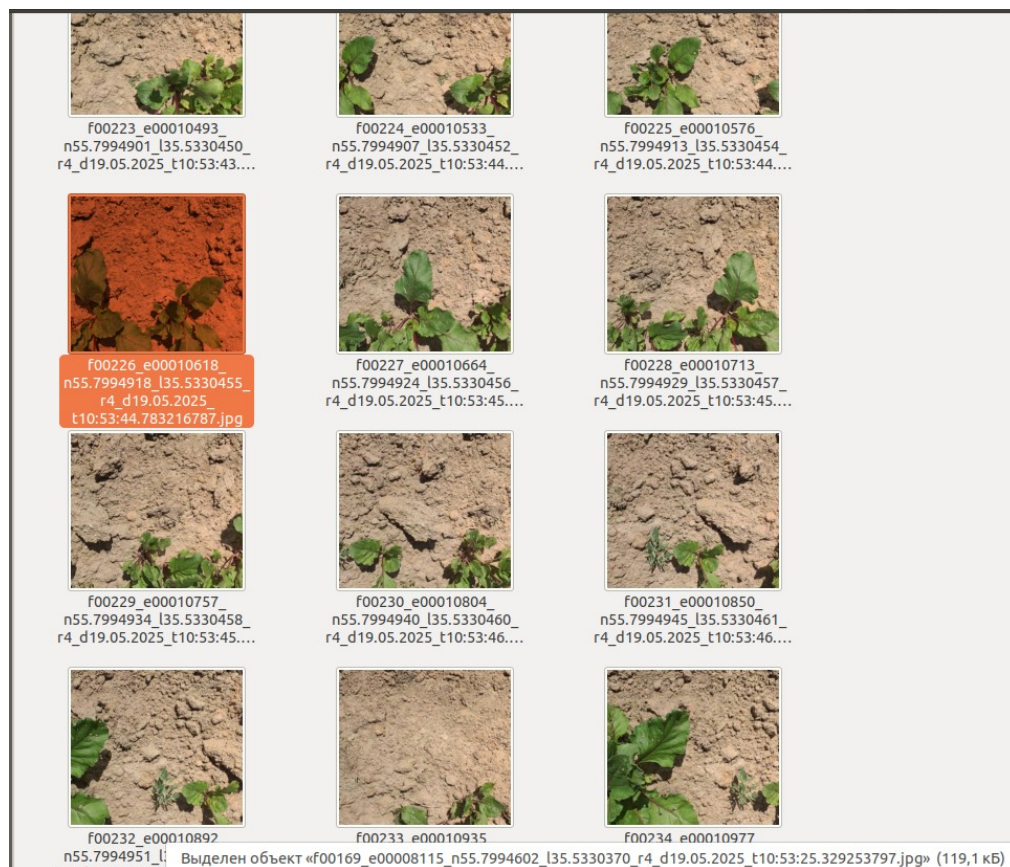 f00223_e00010493_
n55.7994901_l35.5330450_
r4_d19.05.2025_t10:53:43.…
f00224_e00010533_
n55.7994907_l35.5330452_
r4_d19.05.2025_t10:53:44.…
f00225_e00010576_
n55.7994913_l35.5330454_
r4_d19.05.2025_t10:53:44.…
f00226_e00010618_
n55.7994918_l35.5330455_
r4_d19.05.2025_
t10:53:44.783216787.jpg
f00227_e00010664_
n55.7994924_l35.5330456_
r4_d19.05.2025_t10:53:45.…
f00228_e00010713_
n55.7994929_l35.5330457_
r4_d19.05.2025_t10:53:45.…
f00229_e00010757_
n55.7994934_l35.5330458_
r4_d19.05.2025_t10:53:45.…
f00230_e00010804_
n55.7994940_l35.5330460_
r4_d19.05.2025_t10:53:46.…
f00231_e00010850_
n55.7994945_l35.5330461_
r4_d19.05.2025_t10:53:46.…
f00232_e00010892_
n55.7994951_l3
f00233_e00010935
f00234_e00010977
Выделен объект «f00169_e00008115_n55.7994602_l35.5330370_r4_d19.05.2025_t10:53:25.329253797.jpg» (119,1 кБ)